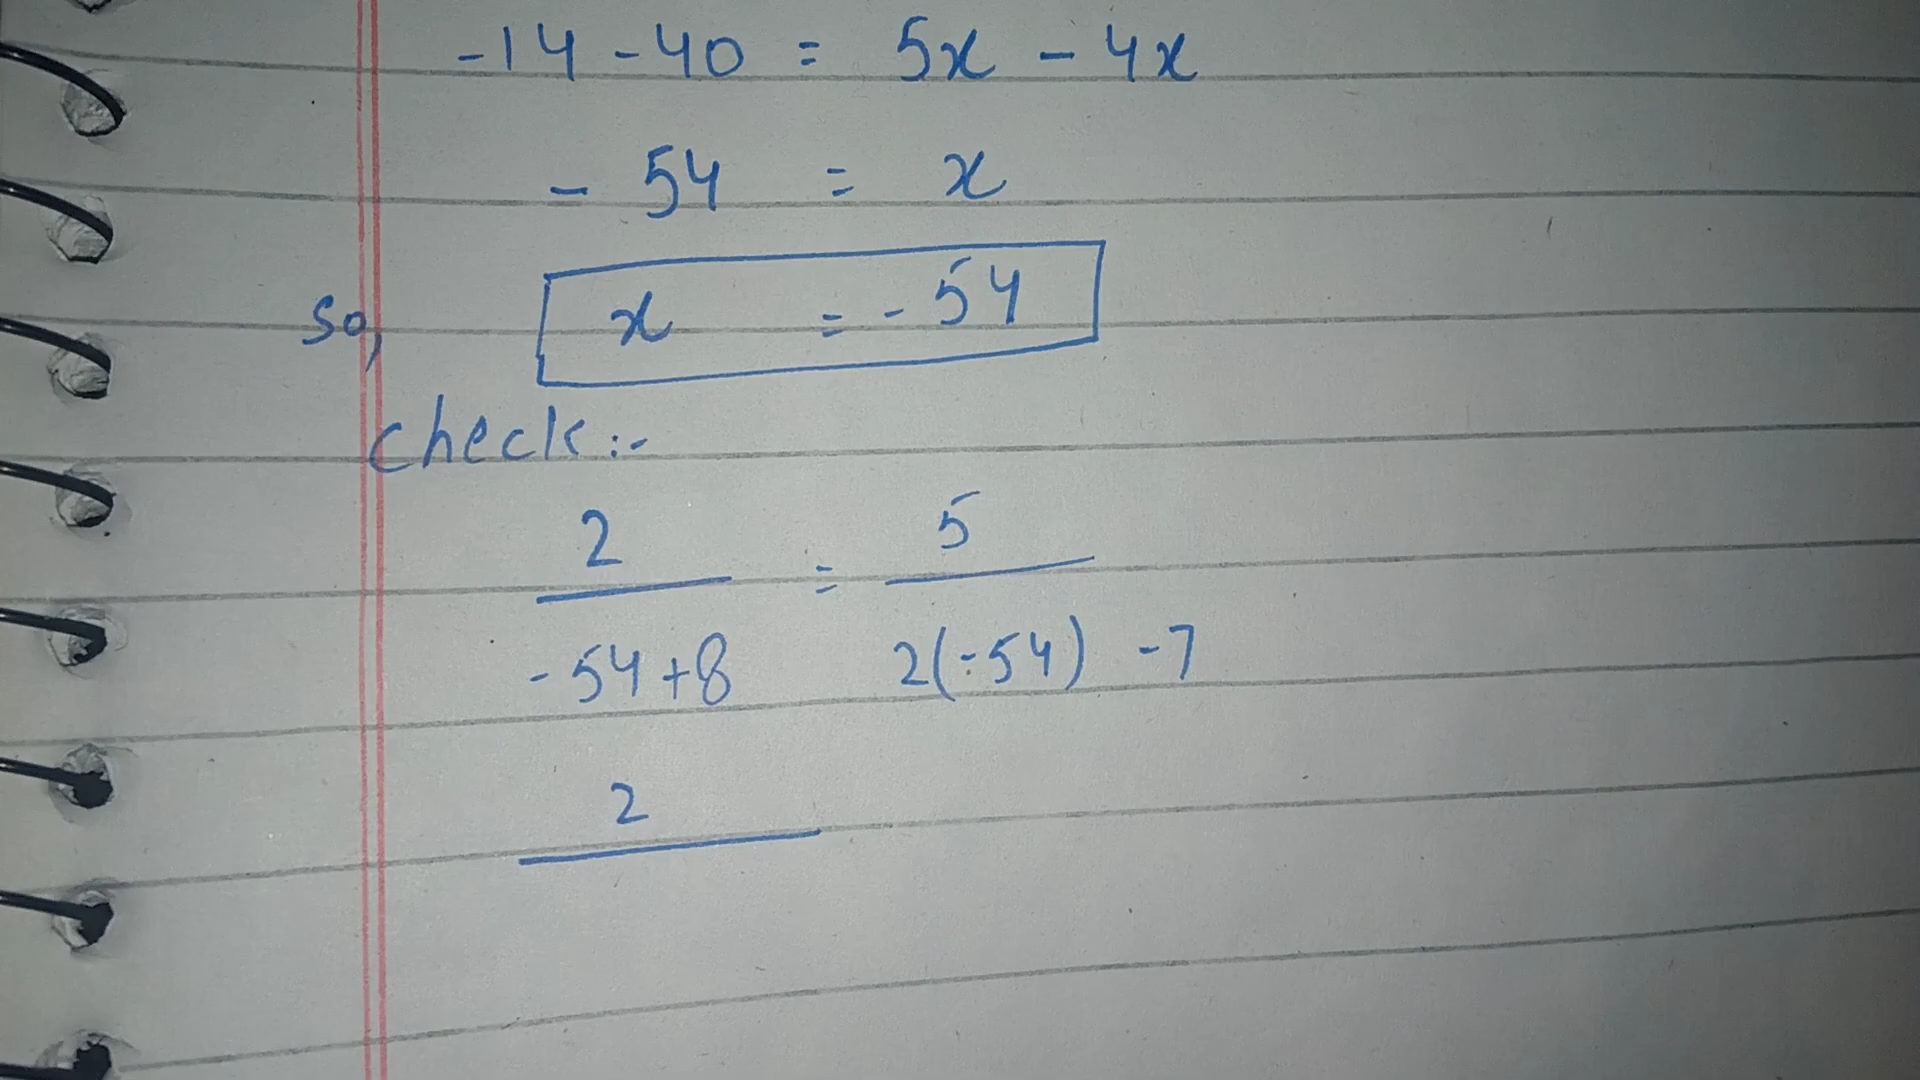 -14 - 40 = 5x - 4x
- 54 = x
so, x = - 54
Check :-
2 = 5
-54+8 2(-54) -7
2